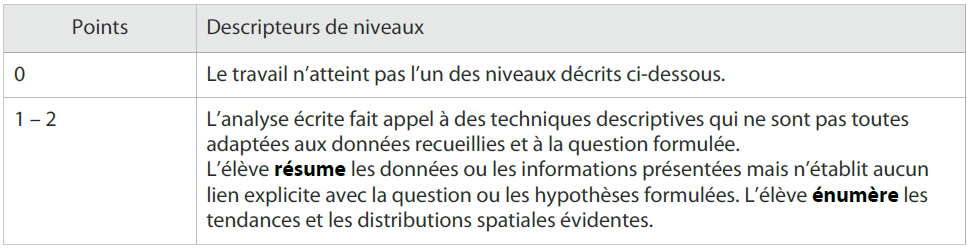 Points Descripteurs de niveaux
0 Le travail n’atteint pas l’un des niveaux décrits ci-dessous.
1 – 2 L’analyse écrite fait appel à des techniques descriptives qui ne sont pas toutes
adaptées aux données recueillies et à la question formulée.
L’élève résume les données ou les informations présentées mais n’établit aucun
lien explicite avec la question ou les hypothèses formulées. L’élève énumère les
tendances et les distributions spatiales évidentes.